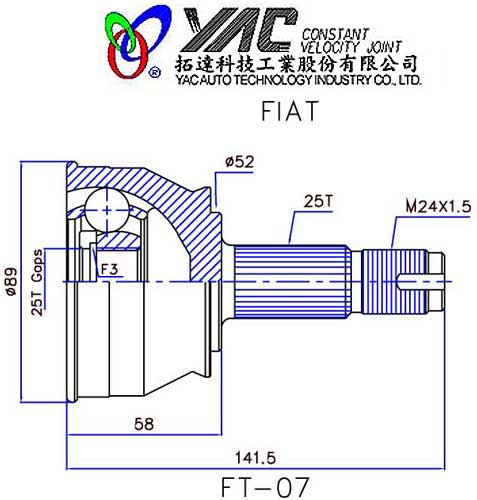 YAC CONSTANT
VELOCITY JOINT
®
拓達科技工業股份有限公司
YACAUTO TECHNOLOGY INDUSTRY CO., LTD.
FIAT
ø52
25T
M24X1.5
ø89
25T Gaps
F3
58
141.5
FT-07